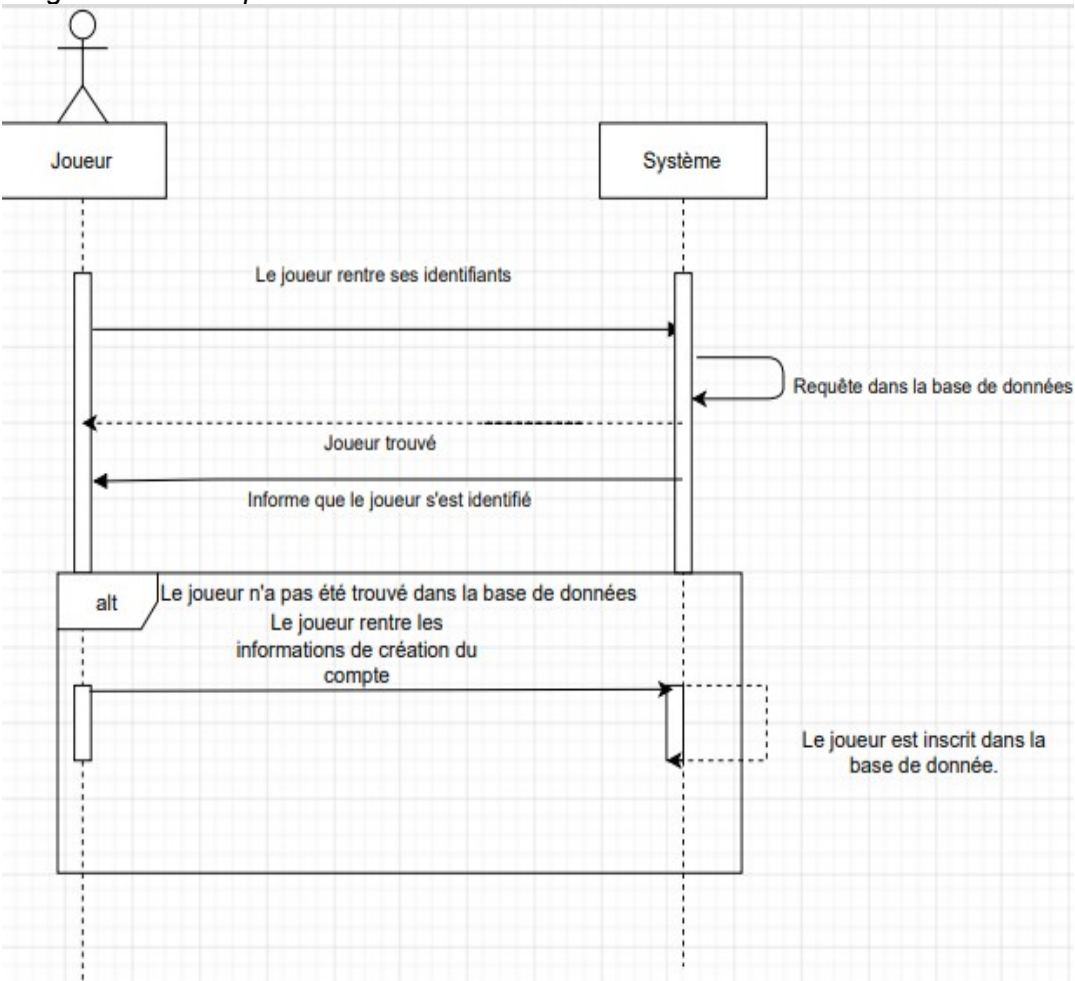 Joueur
Système
Le joueur rentre ses identifiants
Requête dans la base de données
Joueur trouvé
Informe que le joueur s'est identifié
alt
Le joueur n'a pas été trouvé dans la base de données
Le joueur rentre les
informations de création du
compte
Le joueur est inscrit dans la
base de donnée.